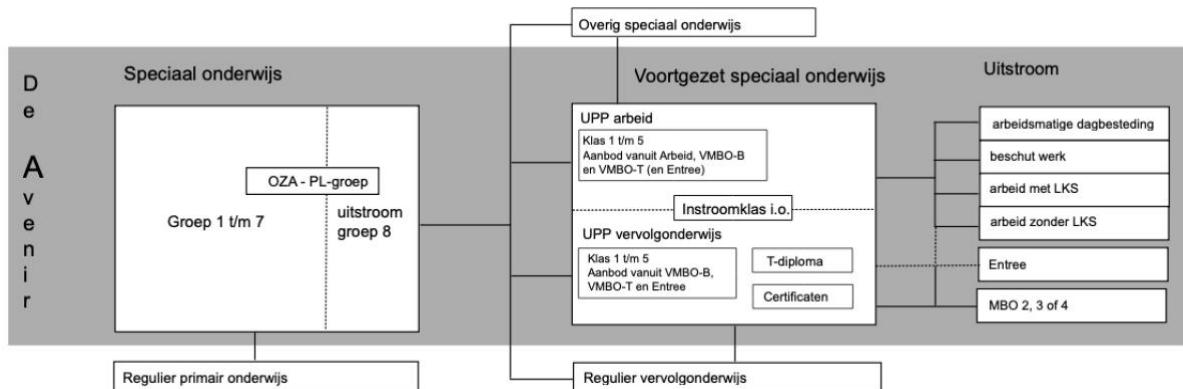 Overig speciaal onderwijs
De Avenir
Speciaal onderwijs
Voortgezet speciaal onderwijs
Uitstroom
OZA - PL-groep
Groep 1 t/m 7
uitstroom
groep 8
UPP arbeid
Klas 1 t/m 5
Aanbod vanuit Arbeid, VMBO-B
en VMBO-T (en Entree)
Instroomklas i.o.
UPP vervolgonderwijs
Klas 1 t/m 5
Aanbod vanuit VMBO-B,
VMBO-T en Entree
T-diploma
Certificaten
arbeidsmatige dagbesteding
beschut werk
arbeid met LKS
arbeid zonder LKS
Entree
MBO 2, 3 of 4
Regulier primair onderwijs
Regulier vervolgonderwijs